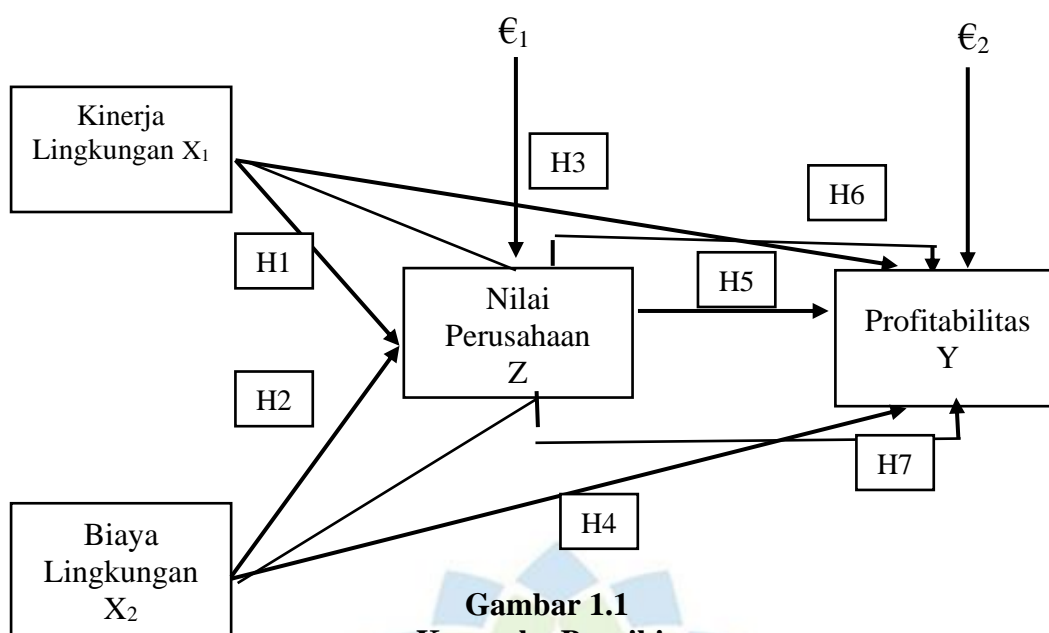 €1
€2
Kinerja
Lingkungan X1
H3
H6
H1
H5
Nilai
Perusahaan
Z
Profitabilitas
Y
H2
H7
H4
Biaya
Lingkungan
X2
Gambar 1.1